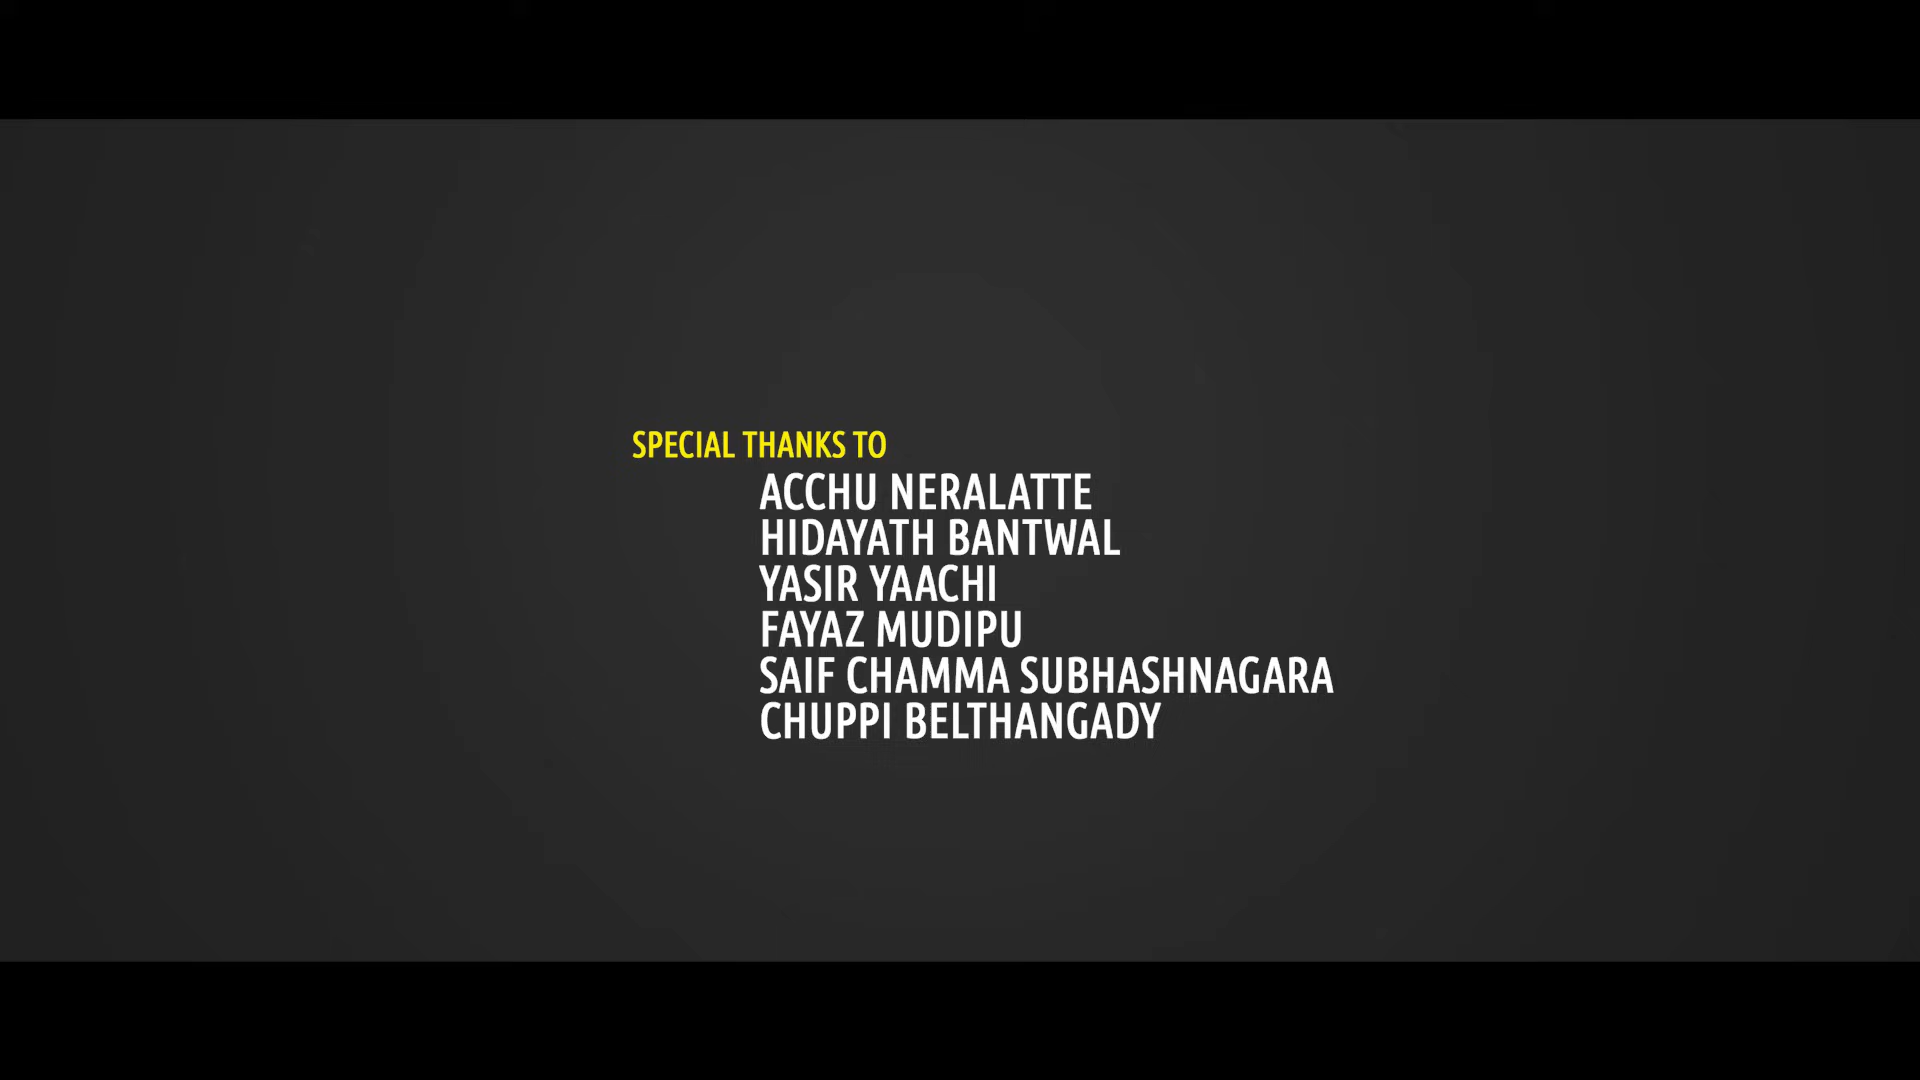 SPECIAL THANKS TO
ACCHU NERALATTE
HIDAYATH BANTWAL
YASIR YAACHI
FAYAZ MUDIPU
SAIF CHAMMA SUBHASHNAGARA
CHUPPI BELTHANGADY